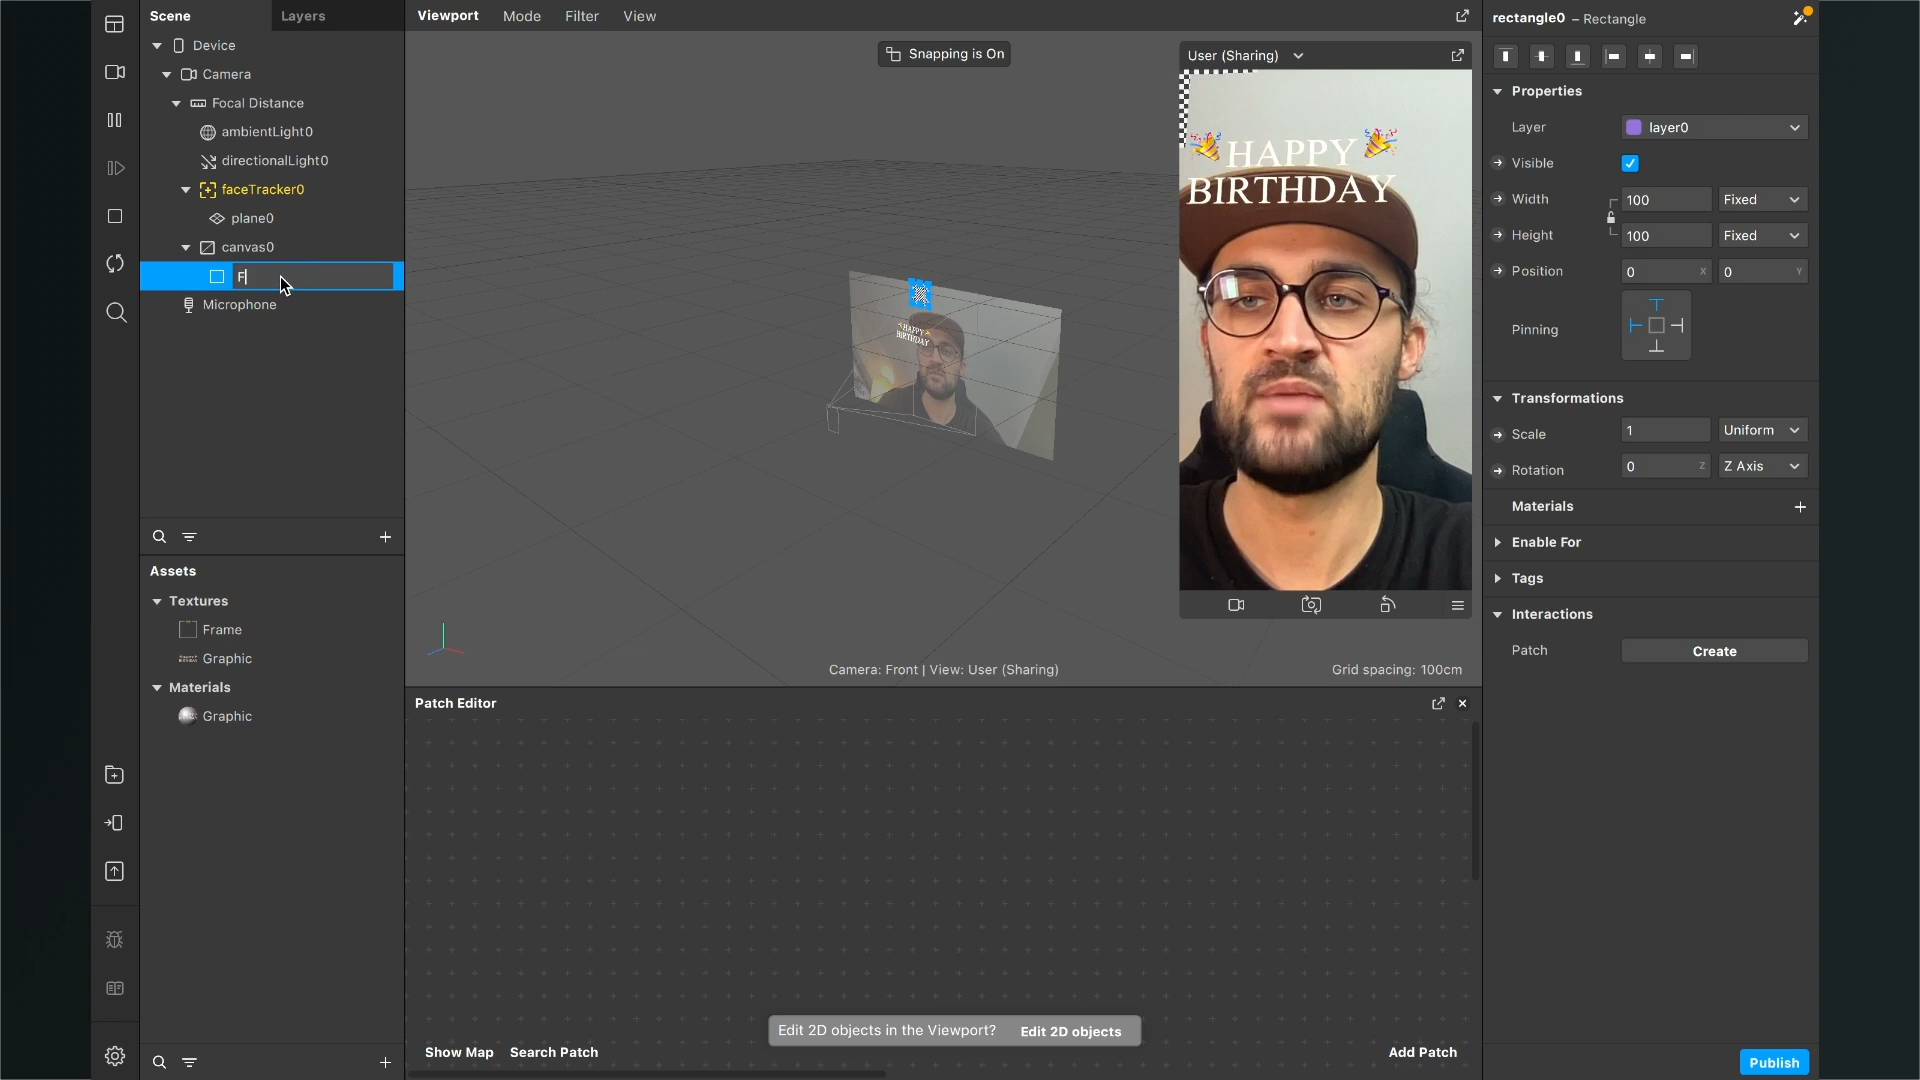 Scene
Layers
Device
Camera
Focal Distance
ambientLight0
directionalLight0
faceTracker0
plane0
canvas0
F
Microphone
Assets
Textures
Frame
Graphic
Materials
Graphic
Viewport
Mode
Filter
View
Snapping is On
User (Sharing)
HAPPY
BIRTHDAY
HAPPY
BIRTHDAY
Camera: Front | View: User (Sharing)
Grid spacing: 100cm
Patch Editor
Edit 2D objects in the Viewport?
Edit 2D objects
Show Map
Search Patch
Add Patch
rectangle0 – Rectangle
Properties
Layer
layer0
Visible
Width
100
Fixed
Height
100
Fixed
Position
0 X
0 Y
Pinning
Transformations
Scale
1
Uniform
Rotation
0 Z
Z Axis
Materials
Enable For
Tags
Interactions
Patch
Create
Publish